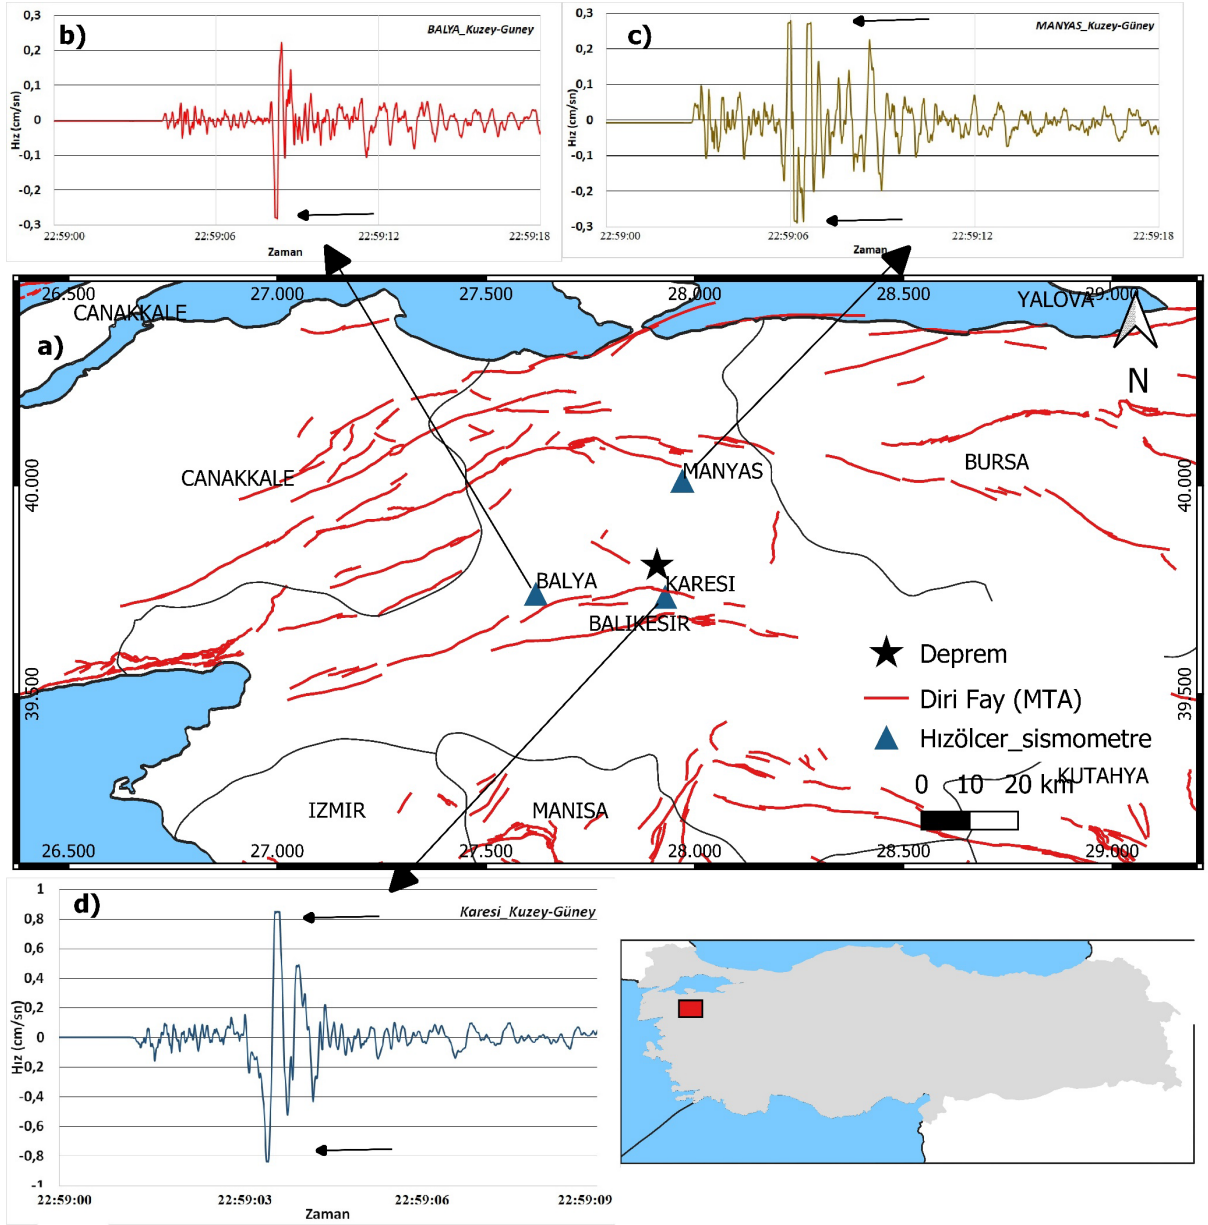 b)
BALYA_Kuzey-Guney
Hız (cm/sn)
0,3
0,2
0,1
0
-0,1
-0,2
-0,3
22:59:00
22:59:06
22:59:12
22:59:18
Zaman
c)
MANYAS_Kuzey-Güney
Hız (cm/sn)
0,3
0,2
0,1
0
-0,1
-0,2
-0,3
22:59:00
22:59:06
22:59:12
22:59:18
Zaman
a)
26.500
27.000
27.500
28.000
28.500
29.000
CANAKKALE
YALOVA
N
CANAKKALE
MANYAS
BURSA
40.000
40.000
BALYA
KARESI
BALIKESIR
Deprem
39.500
39.500
Diri Fay (MTA)
Hızölcer_sismometre
0 10 20 km
KUTAHYA
IZMIR
MANISA
26.500
27.000
27.500
28.000
28.500
29.000
d)
Karesi_Kuzey-Güney
Hız (cm/sn)
1
0,8
0,6
0,4
0,2
0
-0,2
-0,4
-0,6
-0,8
-1
22:59:00
22:59:03
22:59:06
22:59:09
Zaman